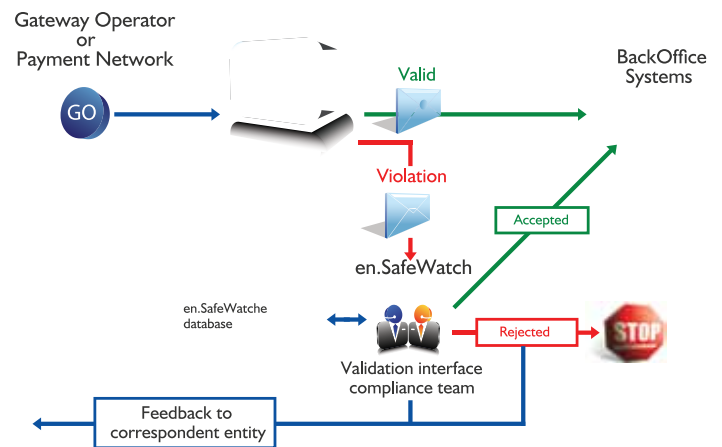 Gateway Operator
or
Payment Network
GO
Valid
BackOffice
Systems
Violation
Accepted
en.SafeWatch
en.SafeWatche
database
Rejected
STOP
Validation interface
compliance team
Feedback to
correspondent entity